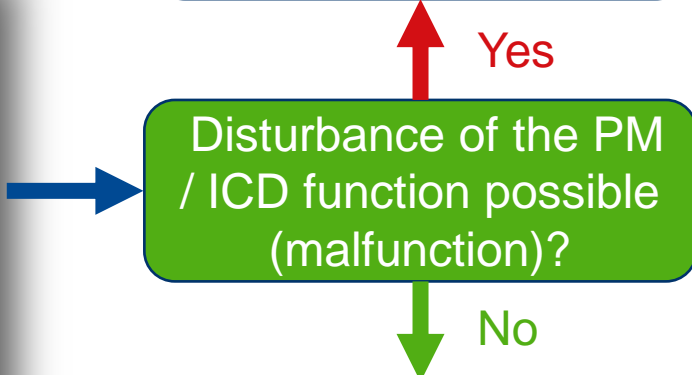 Yes
Disturbance of the PM
/ ICD function possible
(malfunction)?
No